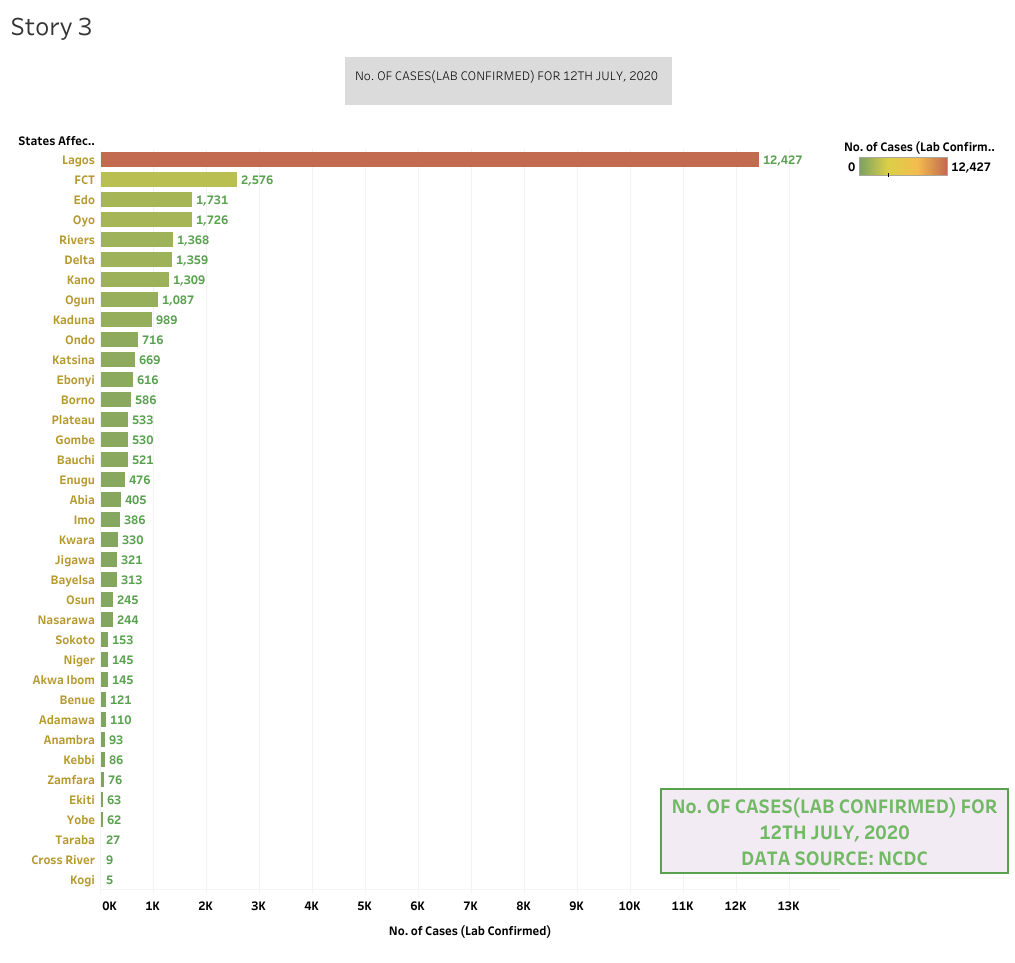 Story 3
No. OF CASES(LAB CONFIRMED) FOR 12TH JULY, 2020
States Affec..
Lagos 12,427
FCT 2,576
Edo 1,731
Oyo 1,726
Rivers 1,368
Delta 1,359
Kano 1,309
Ogun 1,087
Kaduna 989
Ondo 716
Katsina 669
Ebonyi 616
Borno 586
Plateau 533
Gombe 530
Bauchi 521
Enugu 476
Abia 405
Imo 386
Kwara 330
Jigawa 321
Bayelsa 313
Osun 245
Nasarawa 244
Sokoto 153
Niger 145
Akwa Ibom 145
Benue 121
Adamawa 110
Anambra 93
Kebbi 86
Zamfara 76
Ekiti 63
Yobe 62
Taraba 27
Cross River 9
Kogi 5
0K 1K 2K 3K 4K 5K 6K 7K 8K 9K 10K 11K 12K 13K
No. of Cases (Lab Confirmed)
No. of Cases (Lab Confirm..
0 12,427
No. OF CASES(LAB CONFIRMED) FOR
12TH JULY, 2020
DATA SOURCE: NCDC